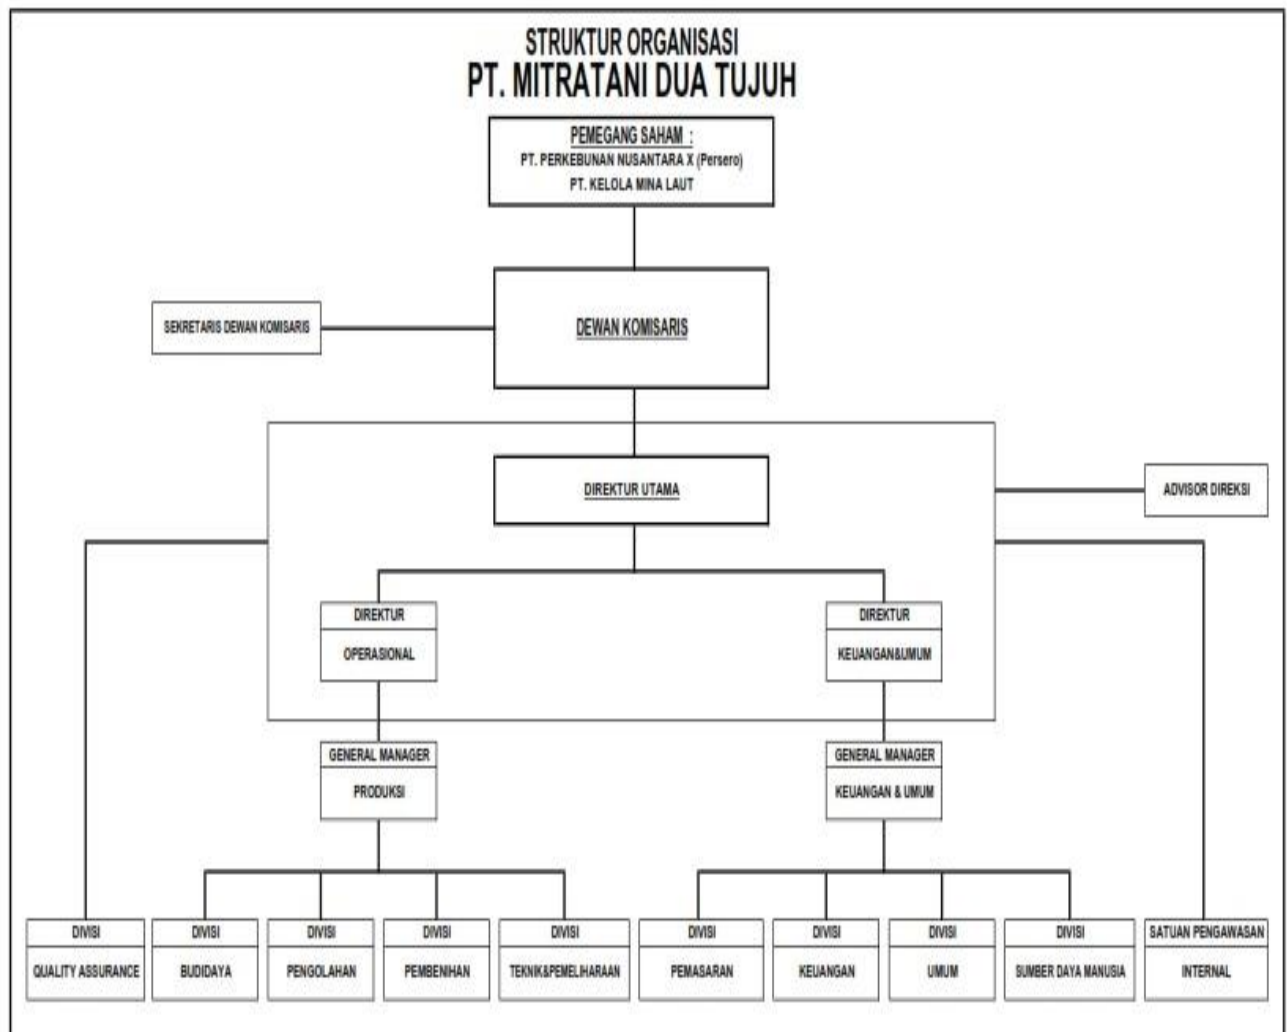 STRUKTUR ORGANISASI
PT. MITRATANI DUA TUJUH
PEMEGANG SAHAM :
PT. PERKEBUNAN NUSANTARA X (Persero)
PT. KELOLA MINA LAUT
SEKRETARIS DEWAN KOMISARIS
DEWAN KOMISARIS
DIREKTUR UTAMA
ADVISOR DIREKSI
DIREKTUR
OPERASIONAL
DIREKTUR
KEUANGAN&UMUM
GENERAL MANAGER
PRODUKSI
GENERAL MANAGER
KEUANGAN & UMUM
DIVISI
QUALITY ASSURANCE
DIVISI
BUDIDAYA
DIVISI
PENGOLAHAN
DIVISI
PEMBENIHAN
DIVISI
TEKNIK&PEMELIHARAAN
DIVISI
PEMASARAN
DIVISI
KEUANGAN
DIVISI
UMUM
DIVISI
SUMBER DAYA MANUSIA
SATUAN PENGAWASAN
INTERNAL